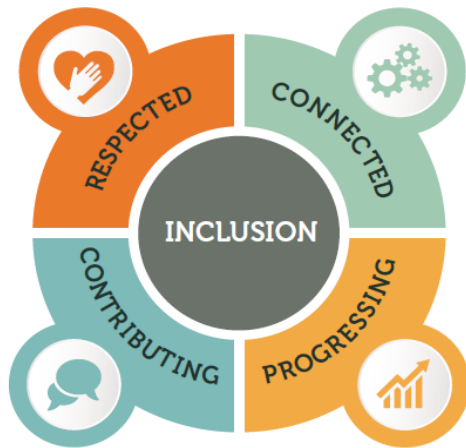 RESPECTED
CONNECTED
INCLUSION
CONTRIBUTING
PROGRESSING